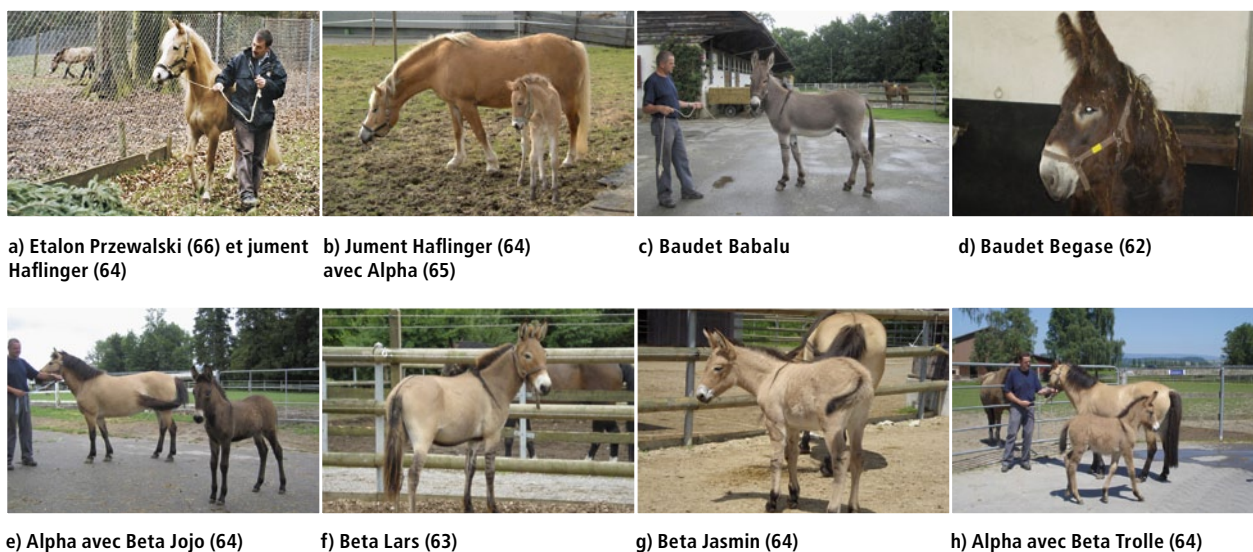 a) Etalon Przewalski (66) et jument
Haflinger (64)
b) Jument Haflinger (64)
avec Alpha (65)
c) Baudet Babalu
d) Baudet Begase (62)
e) Alpha avec Beta Jojo (64)
f) Beta Lars (63)
g) Beta Jasmin (64)
h) Alpha avec Beta Trolle (64)